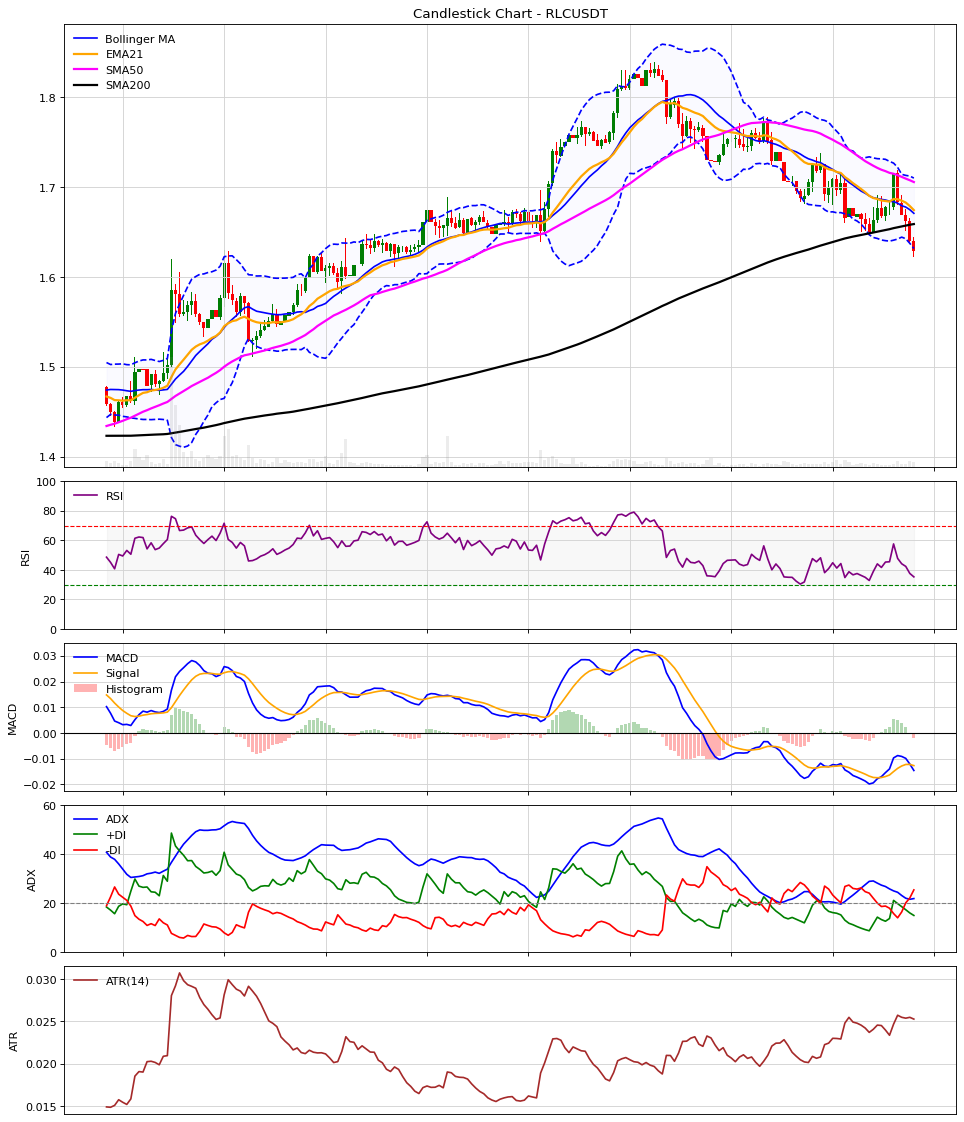 Candlestick Chart - RLCUSDT
Bollinger MA
EMA21
SMA50
SMA200
1.8
1.7
1.6
1.5
1.4
RSI
RSI
100
80
60
40
20
0
MACD
Signal
Histogram
MACD
0.03
0.02
0.01
0.00
−0.01
−0.02
ADX
+DI
-DI
ADX
60
40
20
0
ATR(14)
ATR
0.030
0.025
0.020
0.015